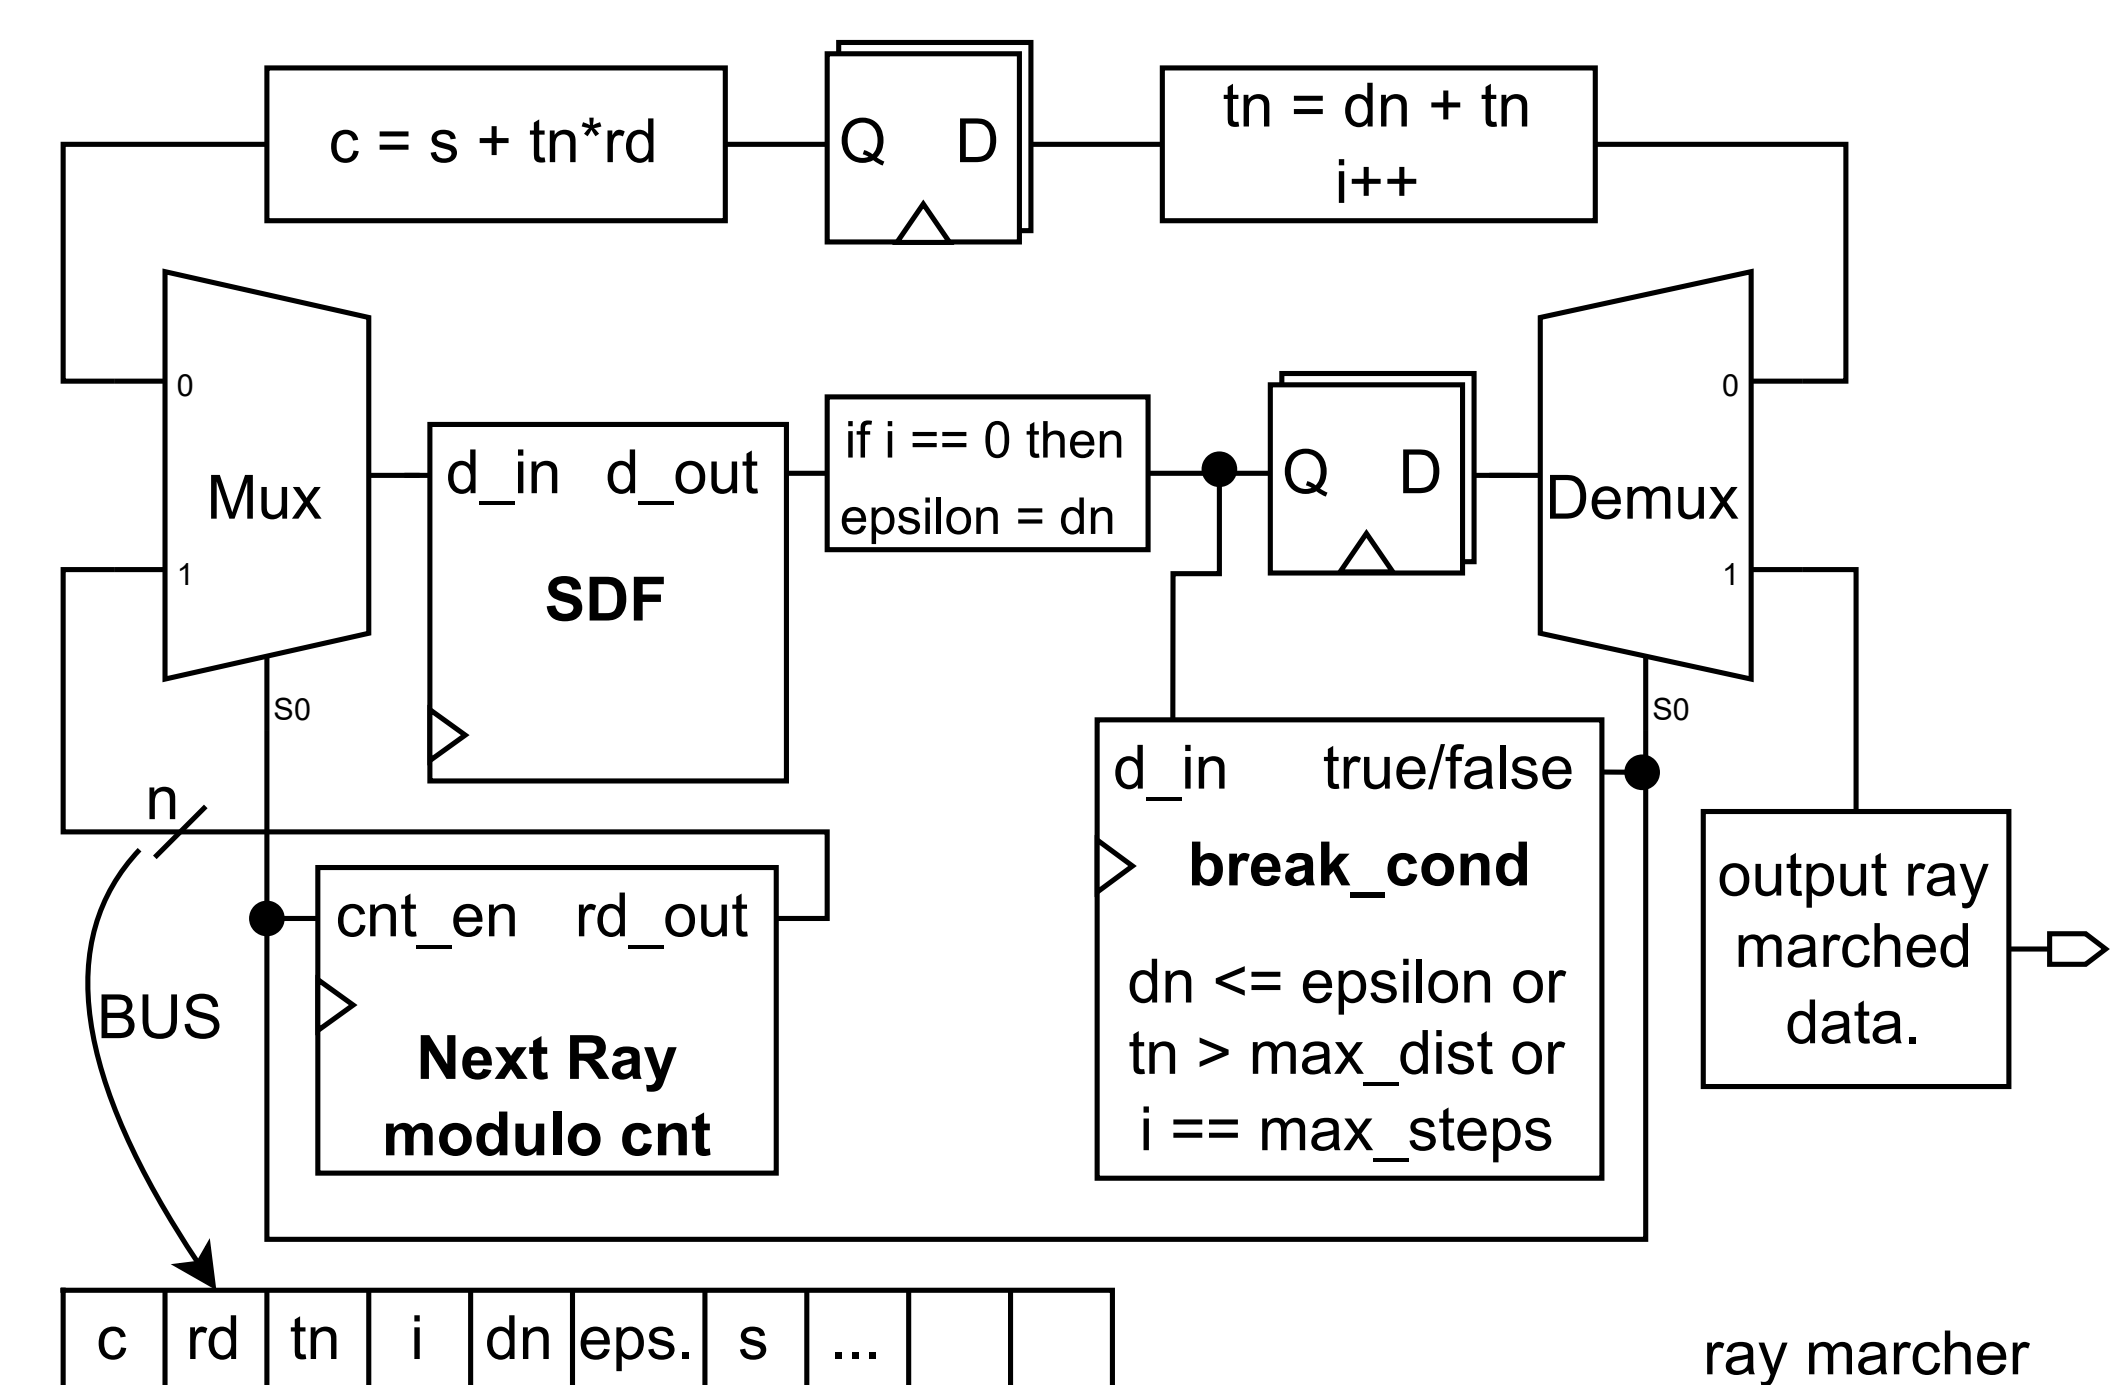 c = s + tn*rd
Q D
tn = dn + tn
i++
0
1
Mux
S0
d_in d_out
SDF
if i == 0 then
epsilon = dn
Q D
Demux
0
1
S0
n
BUS
cnt_en rd_out
Next Ray
modulo cnt
d_in true/false
break_cond
dn <= epsilon or
tn > max_dist or
i == max_steps
output ray
marched
data.
c rd tn i dn eps. s ...
ray marcher